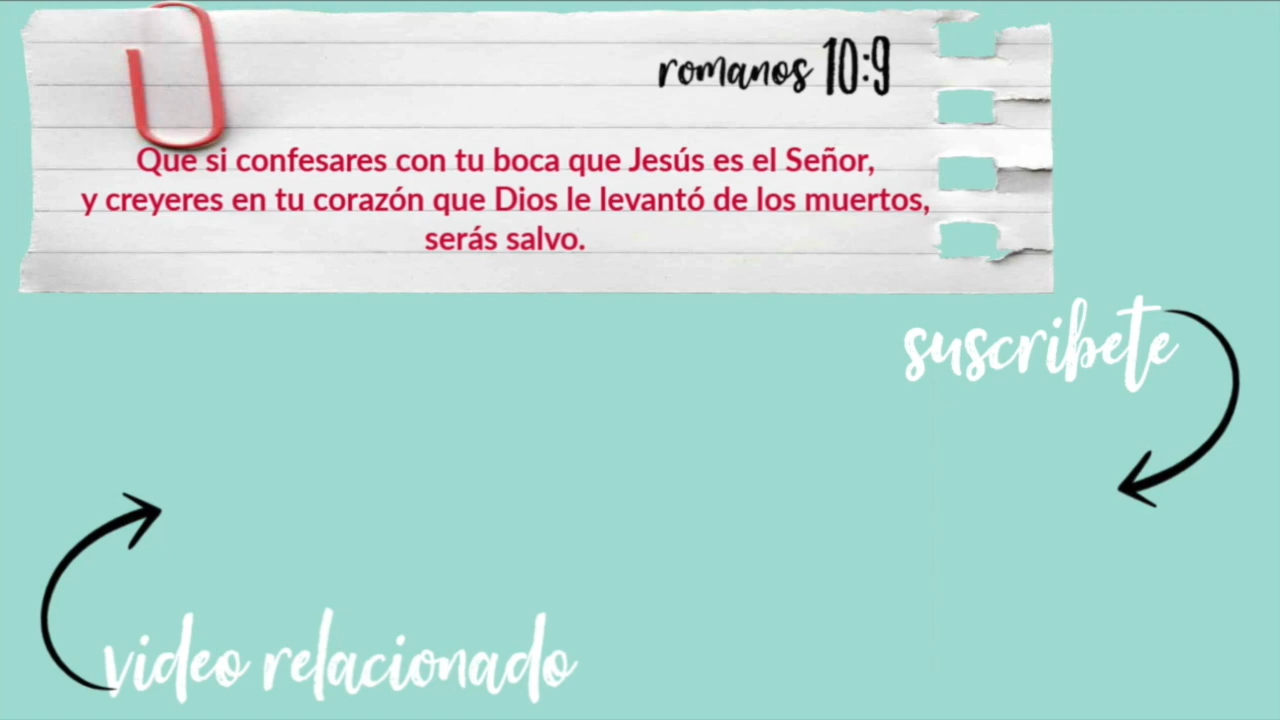 romanos 10:9
Que si confesares con tu boca que Jesús es el Señor,
y creyeres en tu corazón que Dios le levantó de los muertos,
serás salvo.
suscribete
video relacionado